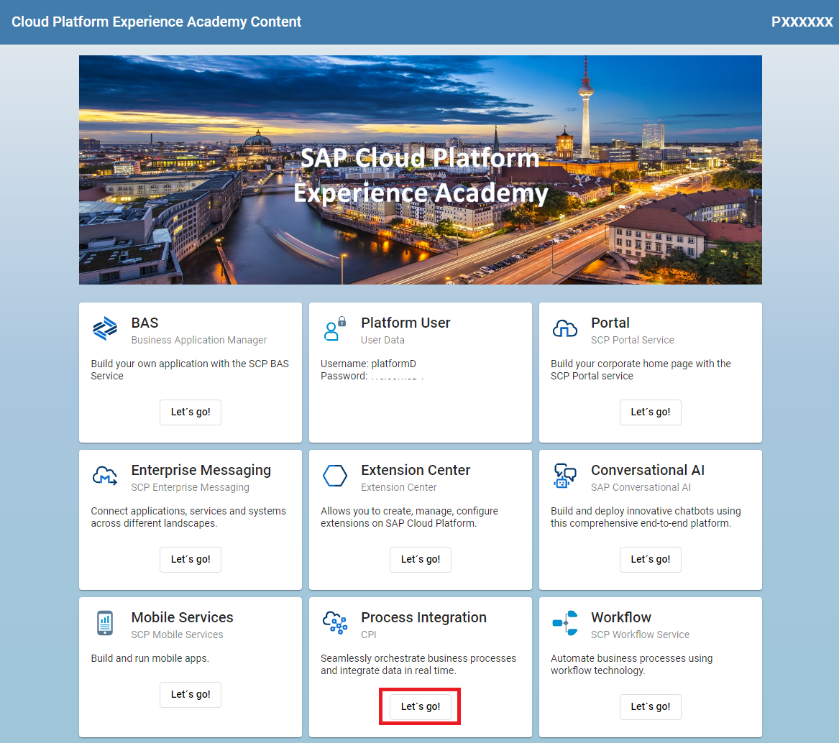 Cloud Platform Experience Academy Content
PXXXXXX
SAP Cloud Platform
Experience Academy
BAS
Business Application Manager
Build your own application with the SCP BAS
Service
Let´s go!
Platform User
User Data
Username: platformD
Password:
Portal
SCP Portal Service
Build your corporate home page with the
SCP Portal service
Let´s go!
Enterprise Messaging
SCP Enterprise Messaging
Connect applications, services and systems
across different landscapes.
Let´s go!
Extension Center
Extension Center
Allows you to create, manage, configure
extensions on SAP Cloud Platform.
Let´s go!
Conversational AI
SAP Conversational AI
Build and deploy innovative chatbots using
this comprehensive end-to-end platform.
Let´s go!
Mobile Services
SCP Mobile Services
Build and run mobile apps.
Let´s go!
Process Integration
CPI
Seamlessly orchestrate business processes
and integrate data in real time.
Let´s go!
Workflow
SCP Workflow Service
Automate business processes using
workflow technology.
Let´s go!